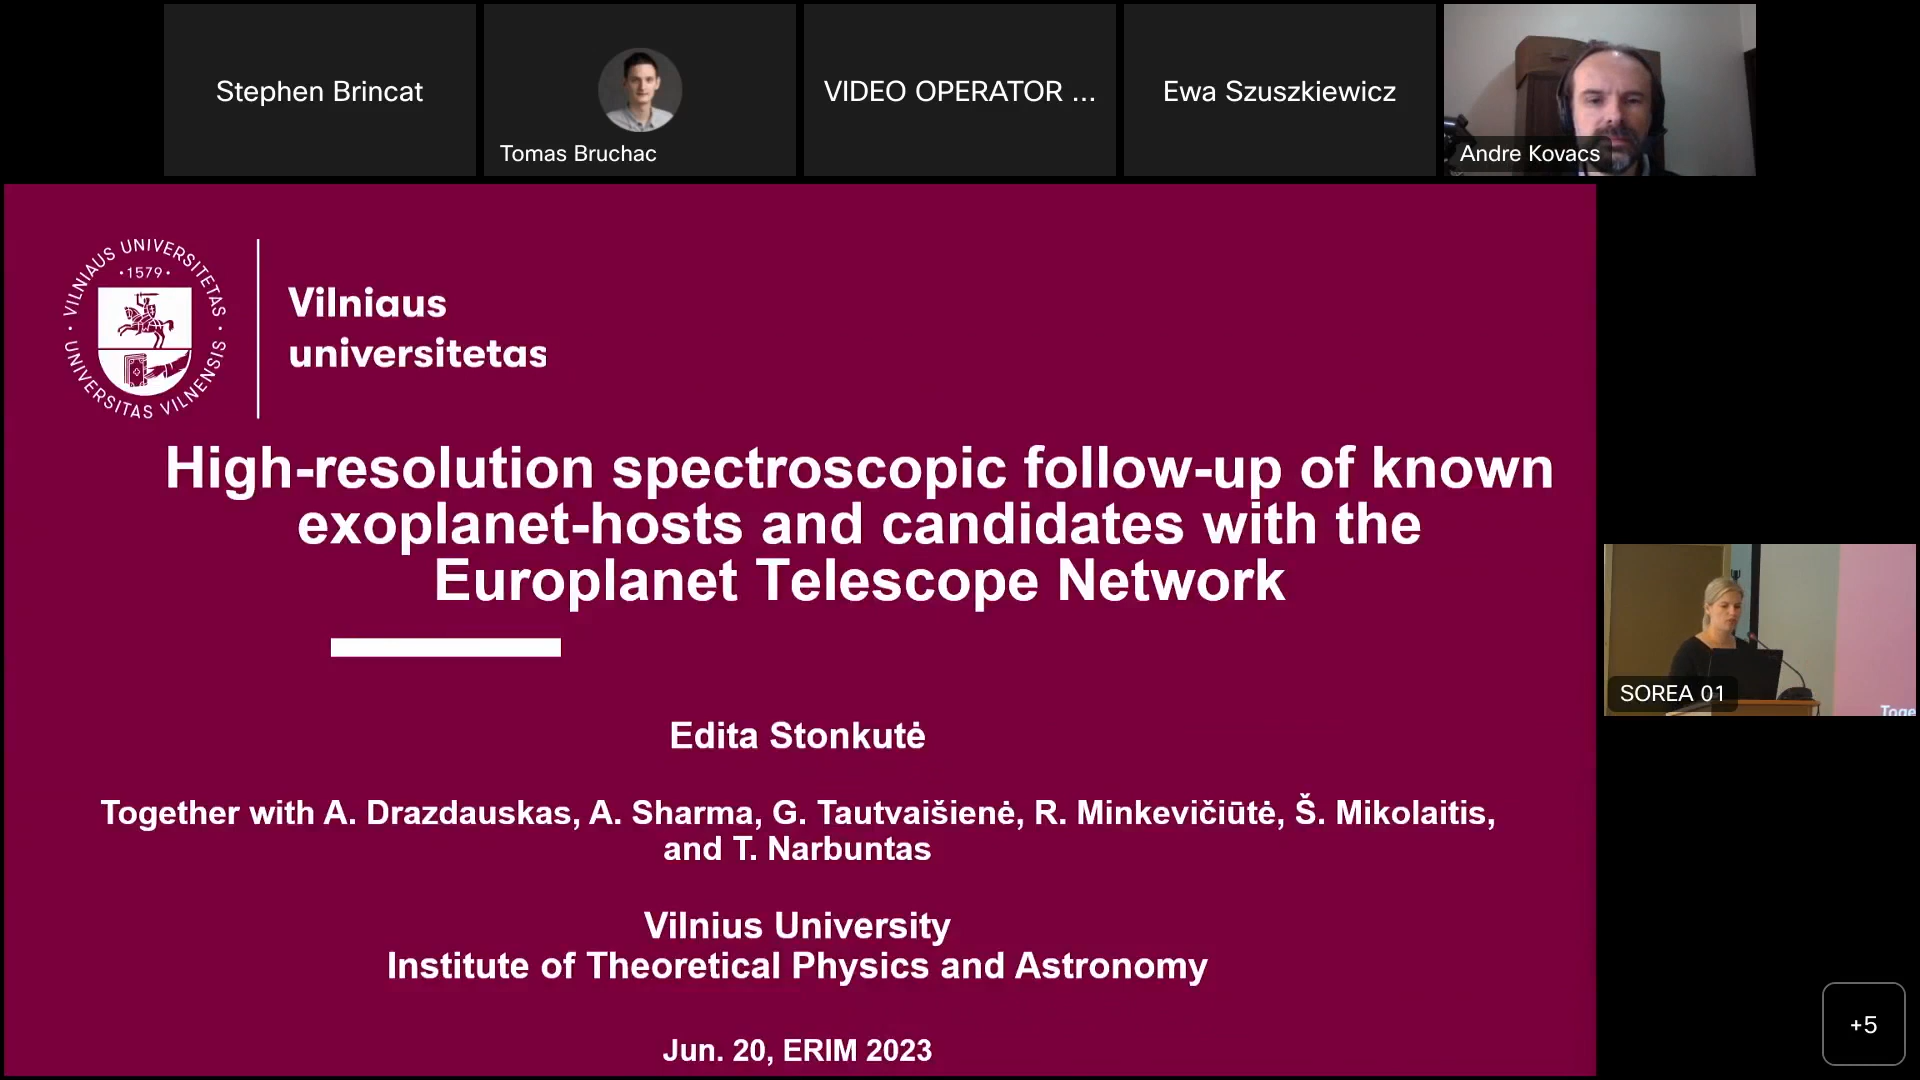 Stephen Brincat
Tomas Bruchac
VIDEO OPERATOR ...
Ewa Szuszkiewicz
Andre Kovacs
VILNIAUS UNIVERSITETAS
· 1579 ·
UNIVERSITAS VILNENSIS
Vilniaus
universitetas
High-resolution spectroscopic follow-up of known
exoplanet-hosts and candidates with the
Europlanet Telescope Network
Edita Stonkutė
Together with A. Drazdauskas, A. Sharma, G. Tautvaišienė, R. Minkevičiūtė, Š. Mikolaitis,
and T. Narbuntas
Vilnius University
Institute of Theoretical Physics and Astronomy
Jun. 20, ERIM 2023
SOREA 01
Toge
+5